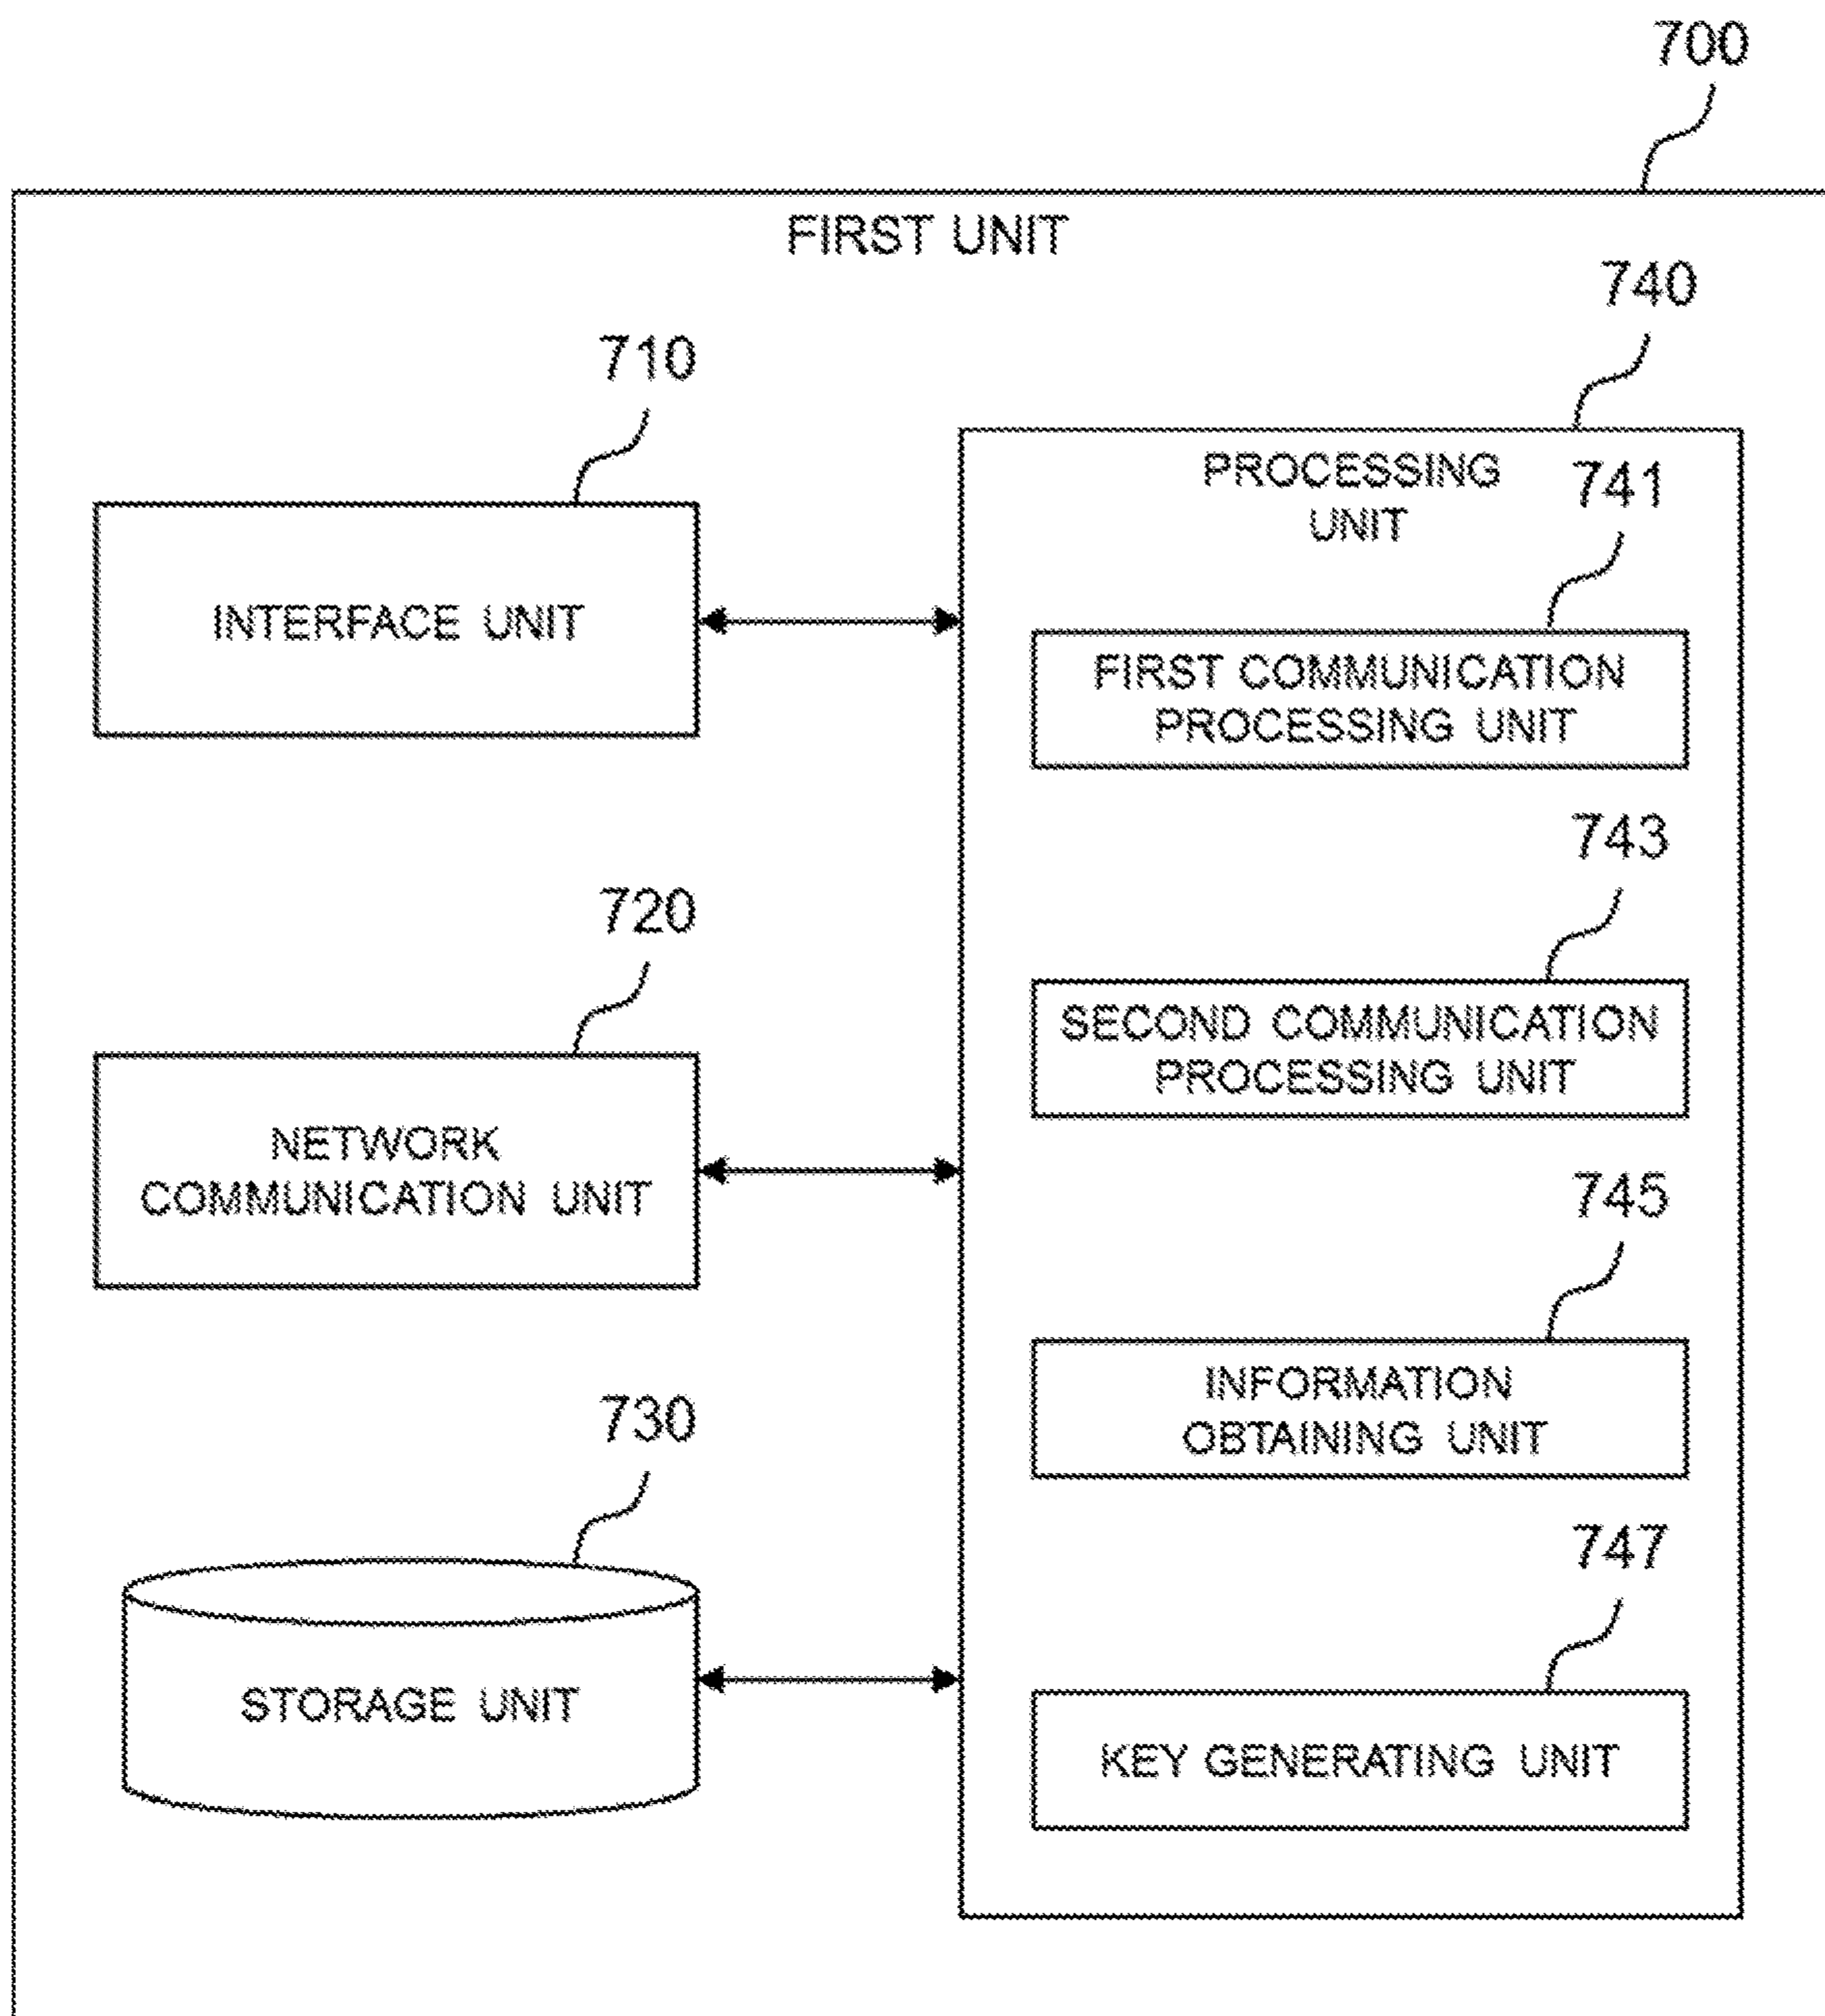 700
FIRST UNIT
740
710
PROCESSING
UNIT
741
INTERFACE UNIT
FIRST COMMUNICATION
PROCESSING UNIT
743
720
SECOND COMMUNICATION
PROCESSING UNIT
NETWORK
COMMUNICATION UNIT
745
INFORMATION
OBTAINING UNIT
730
747
STORAGE UNIT
KEY GENERATING UNIT